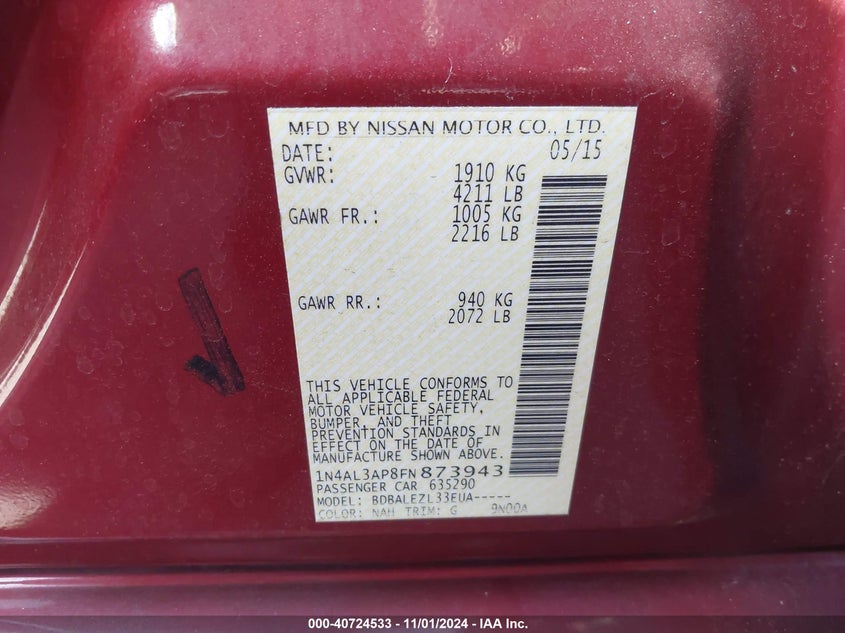 MFD BY NISSAN MOTOR CO., LTD.
DATE: 05/15
GVWR: 1910 KG
4211 LB
GAWR FR.: 1005 KG
2216 LB
GAWR RR.: 940 KG
2072 LB
THIS VEHICLE CONFORMS TO
ALL APPLICABLE FEDERAL
MOTOR VEHICLE SAFETY,
BUMPER, AND THEFT
PREVENTION STANDARDS IN
EFFECT ON THE DATE OF
MANUFACTURE SHOWN ABOVE.
1N4AL3AP8FN873943
PASSENGER CAR 635290
MODEL: BDBALEZL33EUA-----
COLOR: NAH TRIM: G 9N00A
000-40724533 - 11/01/2024 - IAA Inc.